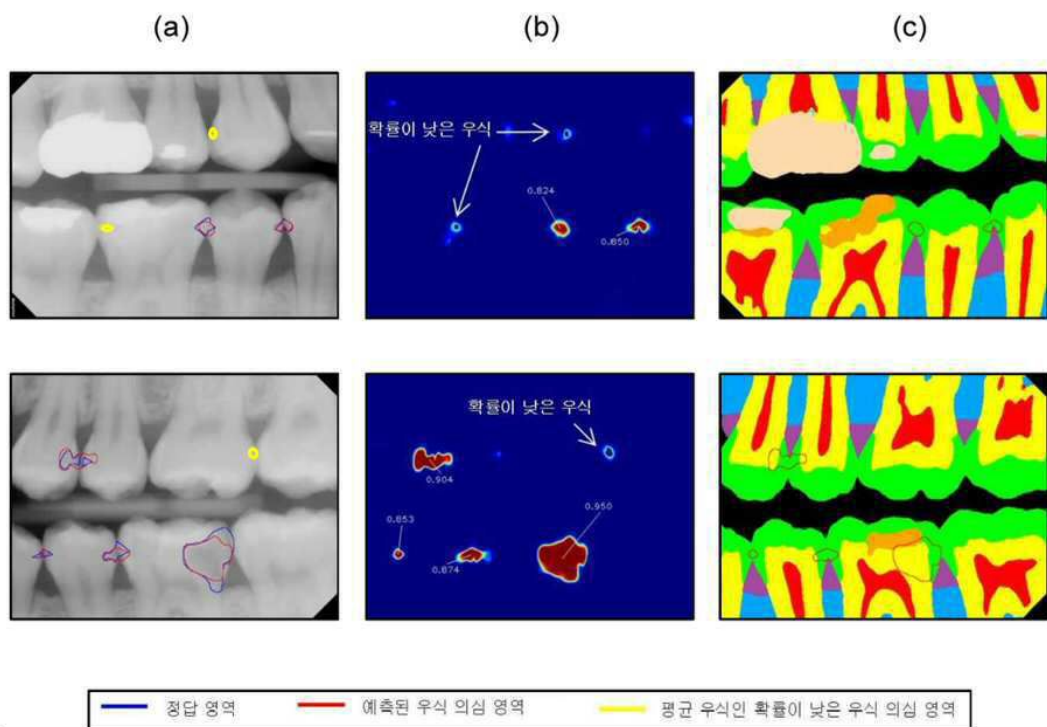 (a)
(b)
(c)
확률이 낮은 우식
0.824
0.850
확률이 낮은 우식
0.904
0.950
0.853
0.874
정답 영역
예측된 우식 의심 영역
평균 우식인 확률이 낮은 우식 의심 영역